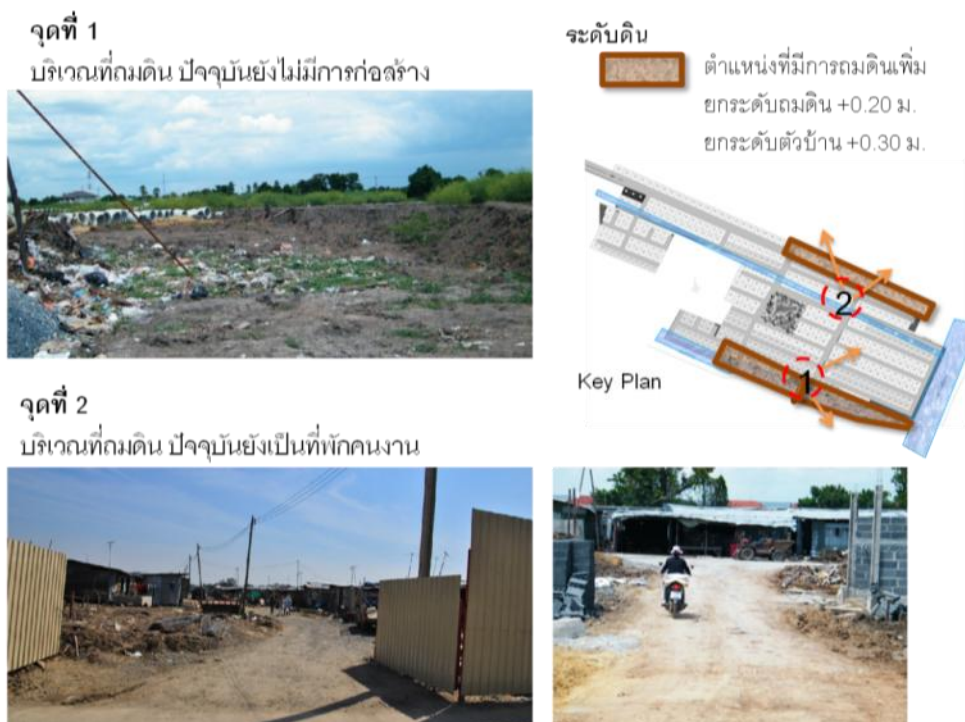 จุดที่ 1
บริเวณที่ถมดิน ปัจจุบันยังไม่มีการก่อสร้าง
ระดับดิน
ตำแหน่งที่มีการถมดินเพิ่ม
ยกระดับถมดิน +0.20 ม.
ยกระดับตัวบ้าน +0.30 ม.
2
1
Key Plan
จุดที่ 2
บริเวณที่ถมดิน ปัจจุบันยังเป็นที่พักคนงาน